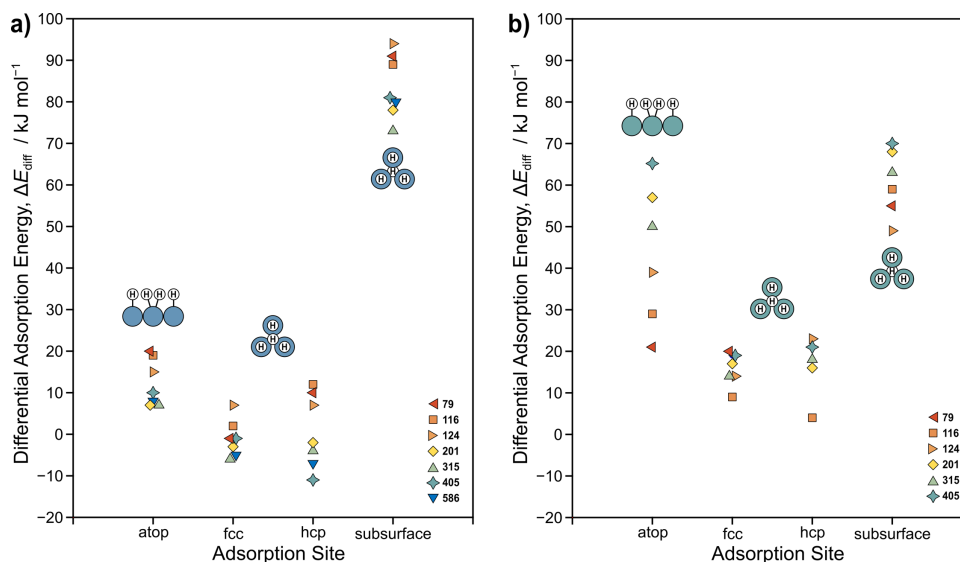 a)
Differential Adsorption Energy, ΔE_diff / kJ mol⁻¹
100
90
80
70
60
50
40
30
20
10
0
−10
−20
H H H H
H
H
H H
H
H
H H
79
116
124
201
315
405
586
atop fcc hcp subsurface
Adsorption Site
b)
Differential Adsorption Energy, ΔE_diff / kJ mol⁻¹
100
90
80
70
60
50
40
30
20
10
0
−10
−20
H H H H
H
H
H H
H
H
H H
79
116
124
201
315
405
atop fcc hcp subsurface
Adsorption Site